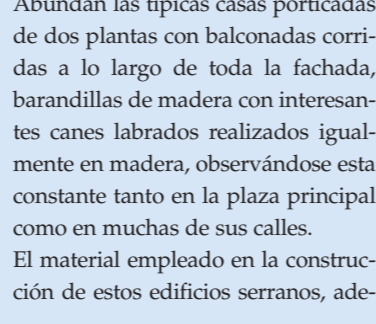 Abundan las típicas casas porticadas
de dos plantas con balconadas corri-
das a lo largo de toda la fachada,
barandillas de madera con interesan-
tes canes labrados realizados igual-
mente en madera, observándose esta
constante tanto en la plaza principal
como en muchas de sus calles.
El material empleado en la construc-
ción de estos edificios serranos, ade-